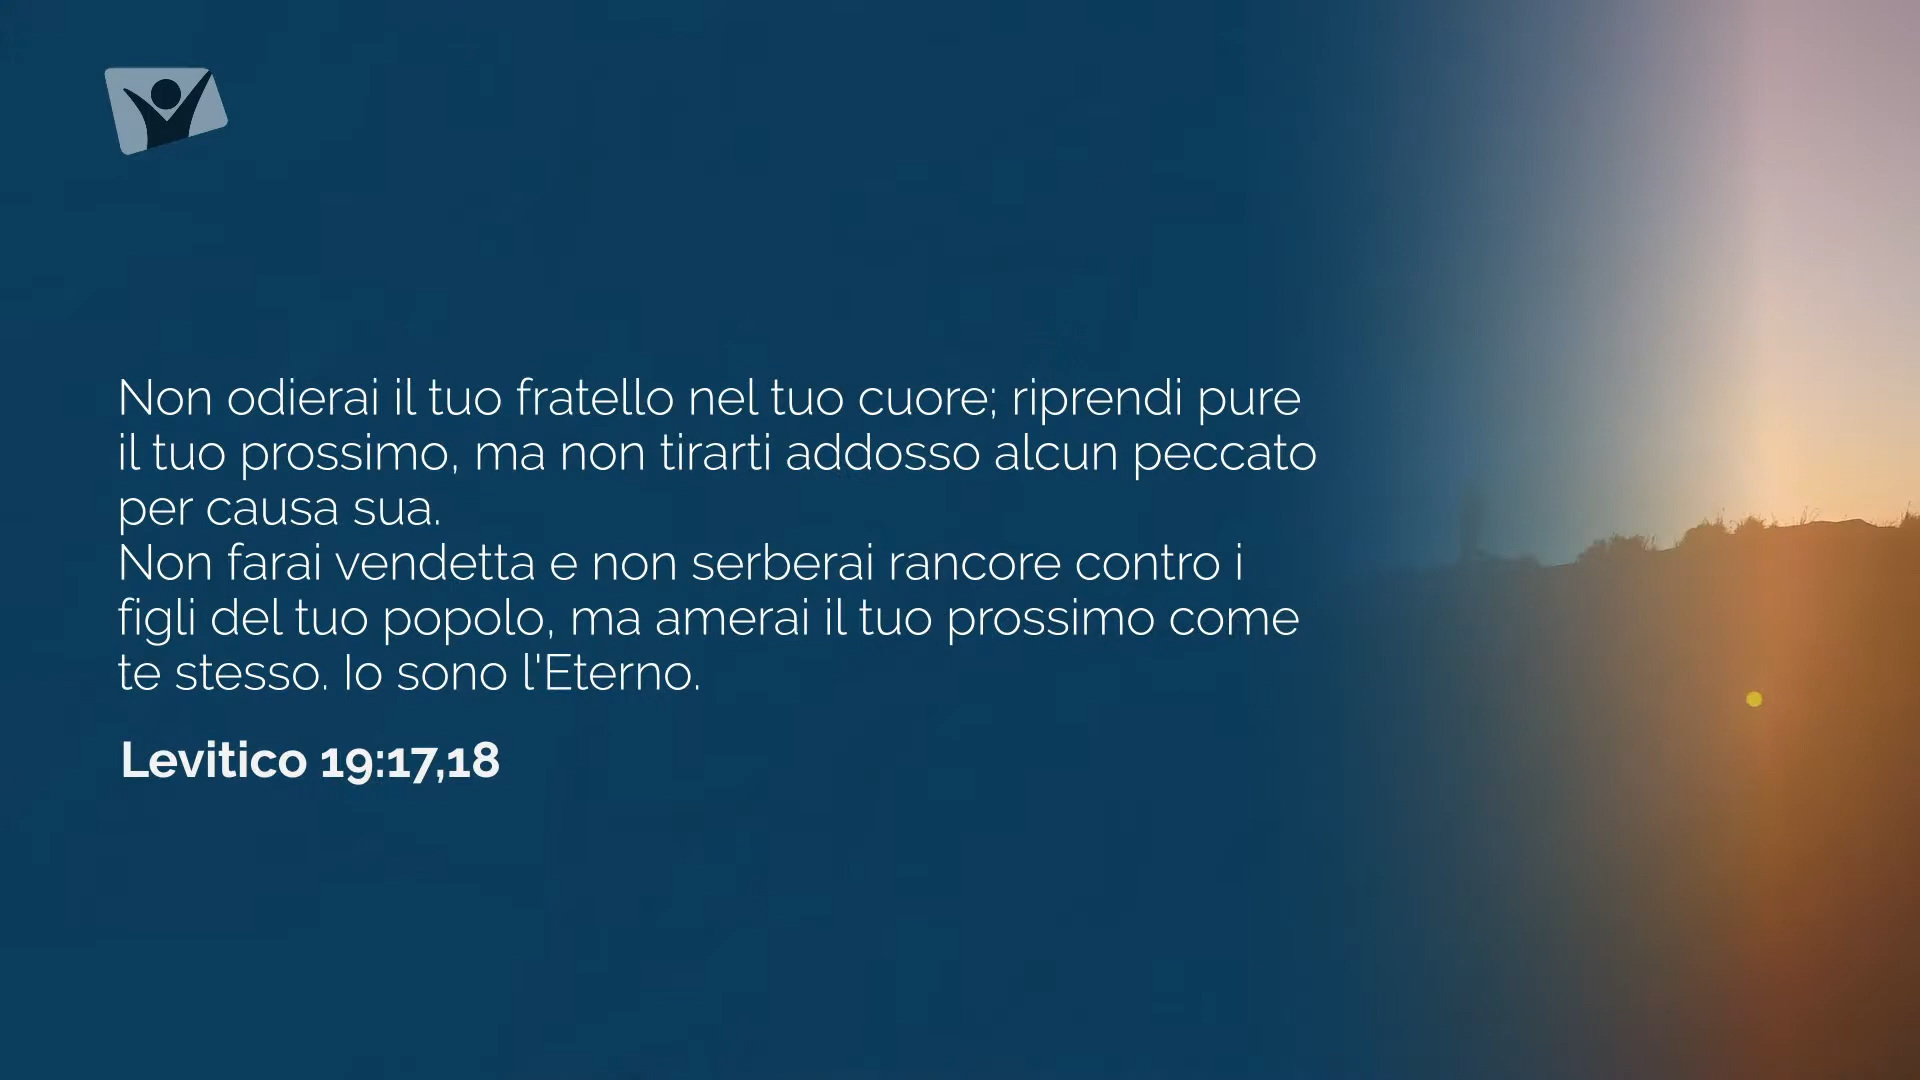 Non odierai il tuo fratello nel tuo cuore; riprendi pure
il tuo prossimo, ma non tirarti addosso alcun peccato
per causa sua.
Non farai vendetta e non serberai rancore contro i
figli del tuo popolo, ma amerai il tuo prossimo come
te stesso. Io sono l'Eterno.
Levitico 19:17,18